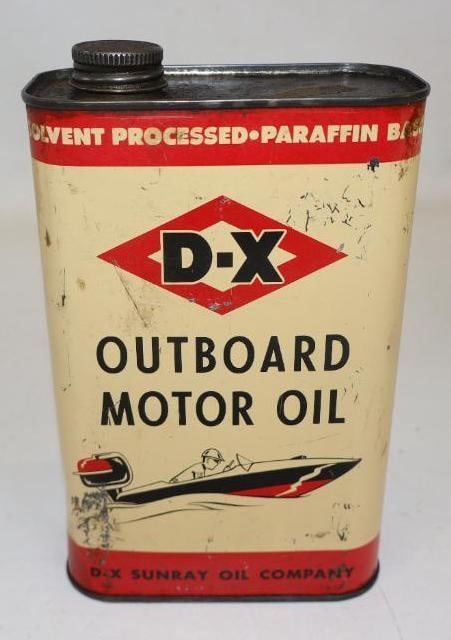 SOLVENT PROCESSED•PARAFFIN BASE
D-X
OUTBOARD
MOTOR OIL
D-X SUNRAY OIL COMPANY